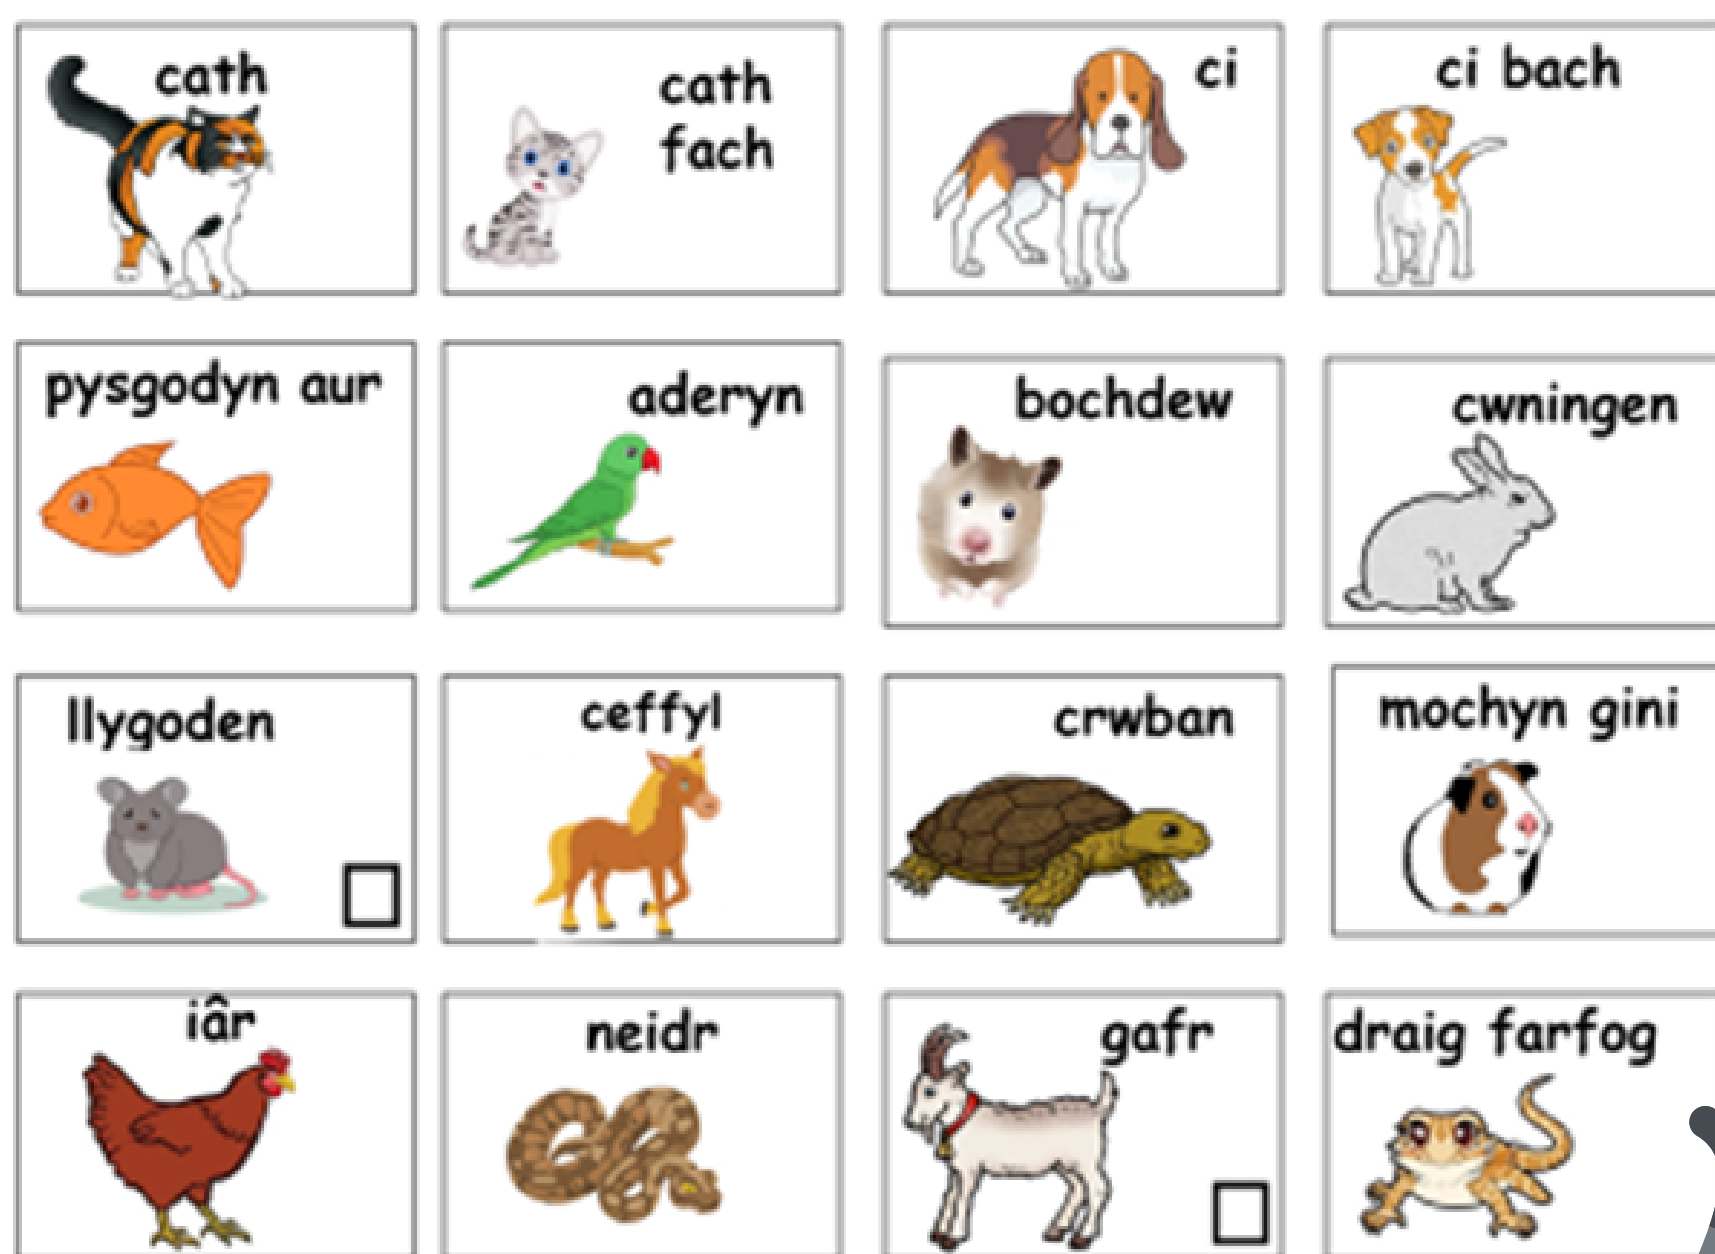 cath
cath
fach
ci
ci bach
pysgodyn aur
aderyn
bochdew
cwningen
llygoden
ceffyl
crwban
mochyn gini
iâr
neidr
gafr
draig farfog